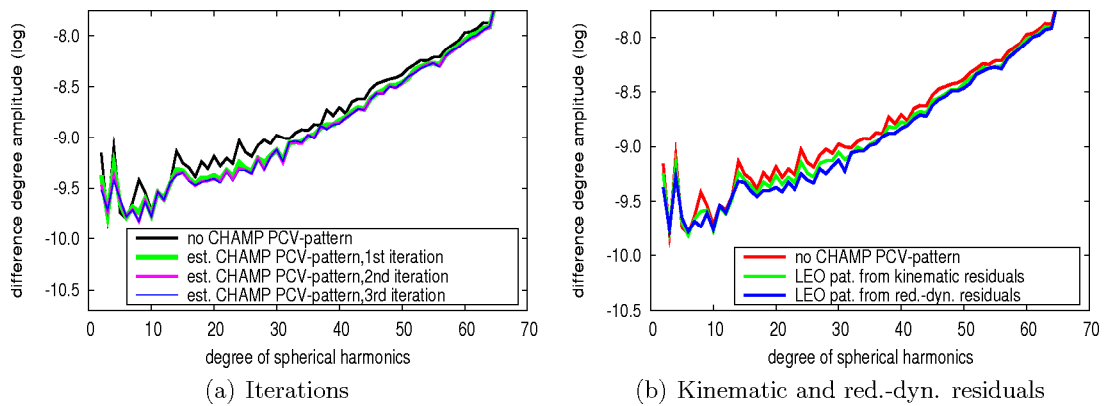 difference degree amplitude (log)
-8.0
-8.5
-9.0
-9.5
-10.0
-10.5
no CHAMP PCV-pattern
est. CHAMP PCV-pattern,1st iteration
est. CHAMP PCV-pattern,2nd iteration
est. CHAMP PCV-pattern,3rd iteration
0 10 20 30 40 50 60 70
degree of spherical harmonics
(a) Iterations
difference degree amplitude (log)
-8.0
-8.5
-9.0
-9.5
-10.0
-10.5
no CHAMP PCV-pattern
LEO pat. from kinematic residuals
LEO pat. from red.-dyn. residuals
0 10 20 30 40 50 60 70
degree of spherical harmonics
(b) Kinematic and red.-dyn. residuals